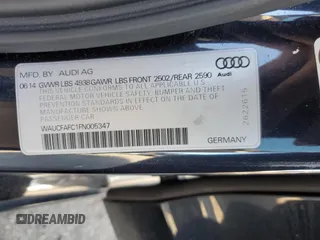 MFD. BY: AUDI AG
06 14 GVWR LBS 4938 GAWR LBS FRONT 2502/REAR 2590
THIS VEHICLE CONFORMS TO ALL APPLICABLE U.S.
FEDERAL MOTOR VEHICLE SAFETY, BUMPER AND THEFT
PREVENTION STANDARDS IN EFFECT ON THE DATE OF
MANUFACTURE SHOWN ABOVE.
PASSENGER-CAR
Audi
WAUCFAFC1FN005347
GERMANY
2622615
DREAMBID